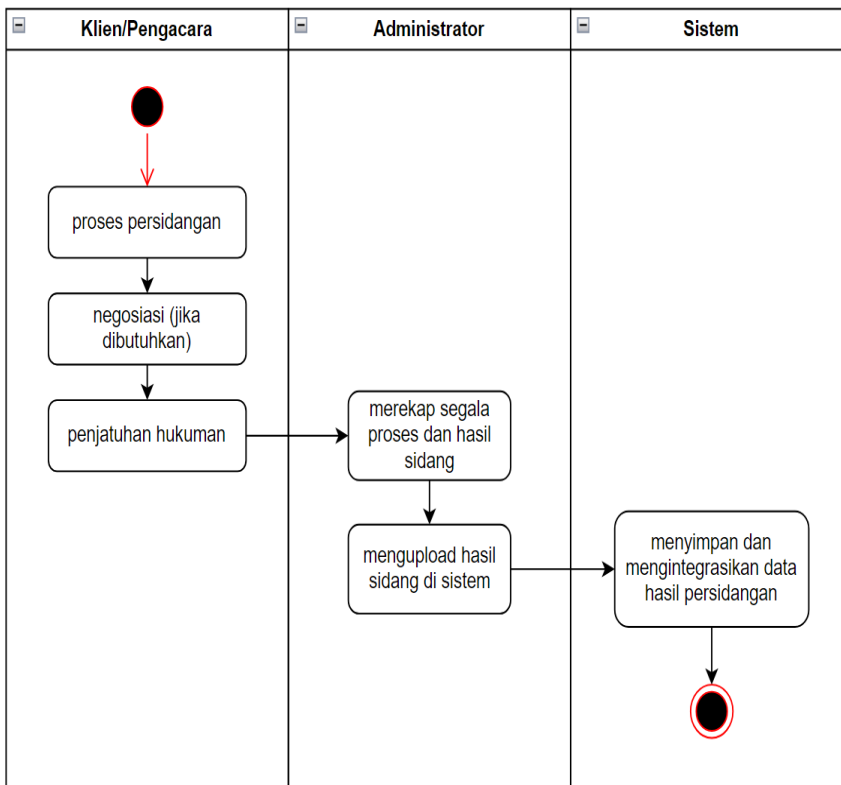 Klien/Pengacara
Administrator
Sistem
proses persidangan
negosiasi (jika
dibutuhkan)
penjatuhan hukuman
merekap segala
proses dan hasil
sidang
mengupload hasil
sidang di sistem
menyimpan dan
mengintegrasikan data
hasil persidangan